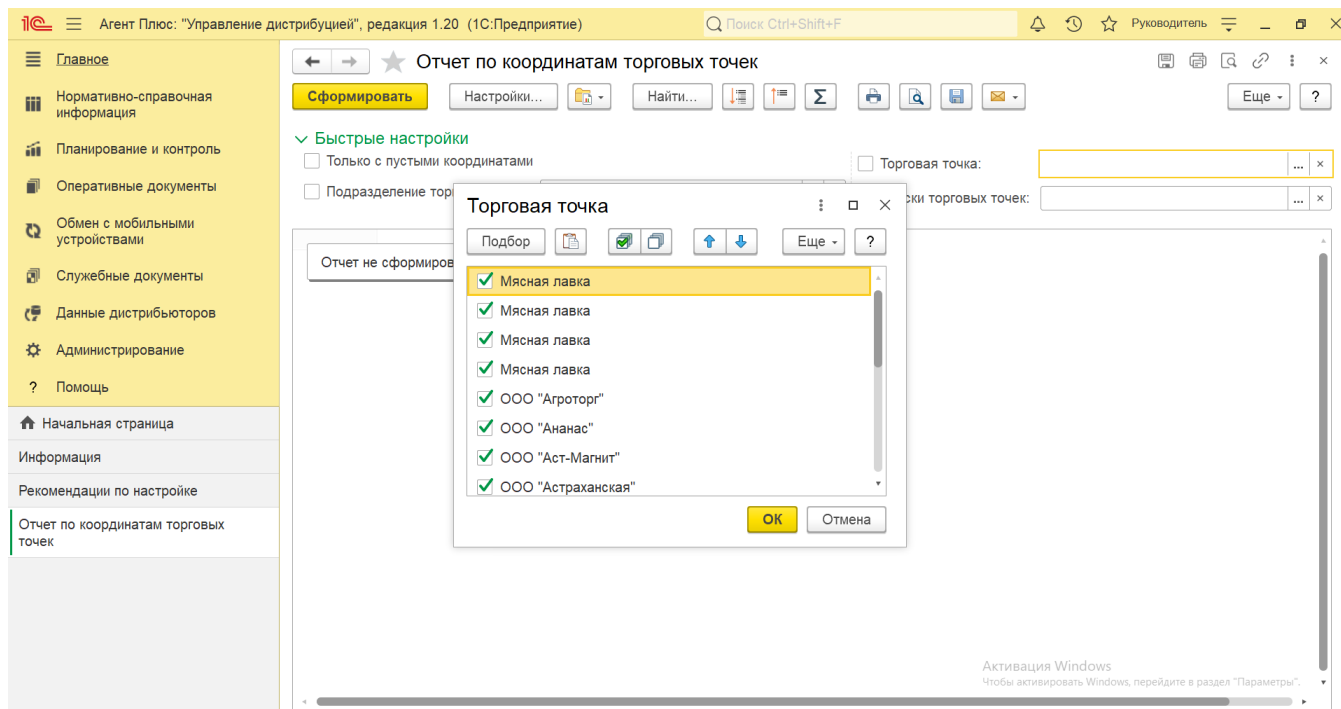 1С Агент Плюс: "Управление дистрибуцией", редакция 1.20 (1С:Предприятие) Поиск Ctrl+Shift+F Руководитель
Главное
Нормативно-справочная
информация
Планирование и контроль
Оперативные документы
Обмен с мобильными
устройствами
Служебные документы
Данные дистрибьюторов
Администрирование
? Помощь
Начальная страница
Информация
Рекомендации по настройке
Отчет по координатам торговых
точек
Отчет по координатам торговых точек
Сформировать Настройки... Найти... Σ Еще ?
Быстрые настройки
Только с пустыми координатами Торговая точка: ... ×
Подразделение тор ски торговых точек: ... ×
Отчет не сформиров
Торговая точка
Подбор Еще ?
Мясная лавка
Мясная лавка
Мясная лавка
Мясная лавка
ООО "Агроторг"
ООО "Ананас"
ООО "Аст-Магнит"
ООО "Астраханская"
ОК Отмена
Активация Windows
Чтобы активировать Windows, перейдите в раздел "Параметры".